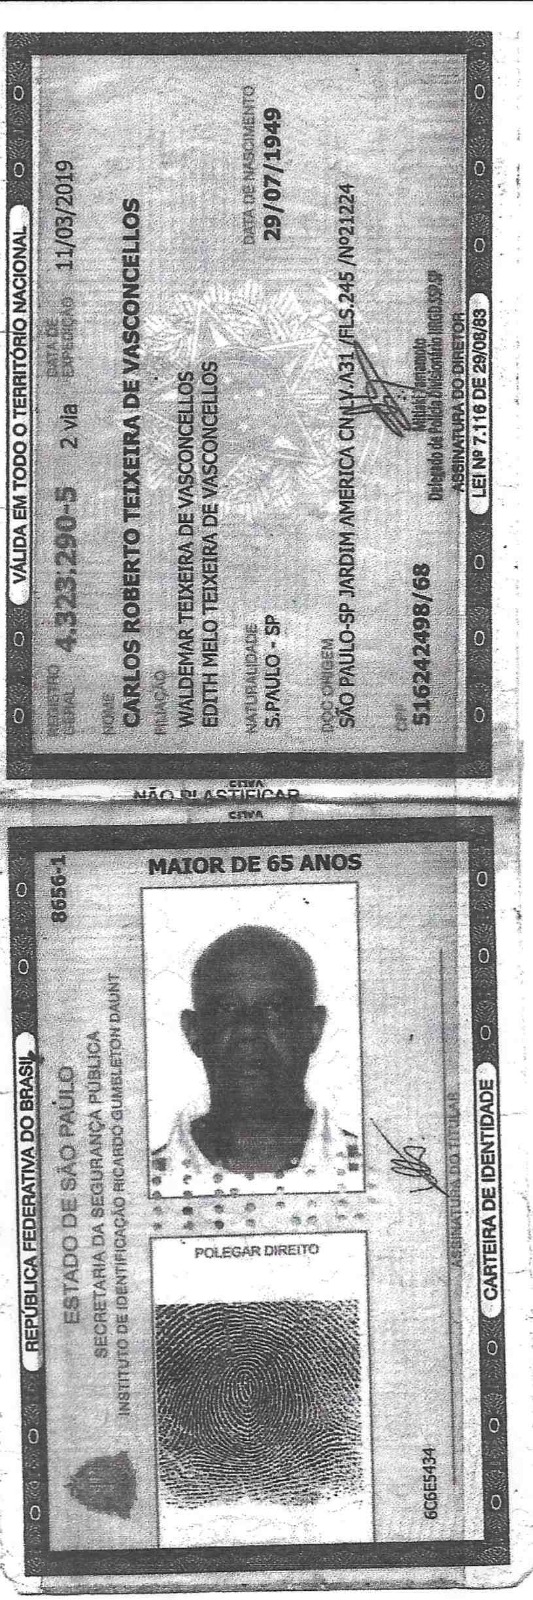 VÁLIDA EM TODO O TERRITÓRIO NACIONAL
REGISTRO GERAL 4.323.290-5 2 via DATA DE EXPEDIÇÃO 11/03/2019
NOME
CARLOS ROBERTO TEIXEIRA DE VASCONCELLOS
FILIAÇÃO
WALDEMAR TEIXEIRA DE VASCONCELLOS
EDITH MELO TEIXEIRA DE VASCONCELLOS
NATURALIDADE DATA DE NASCIMENTO
S.PAULO - SP 29/07/1949
DOC ORIGEM
SÃO PAULO-SP JARDIM AMERICA CN:LV.A31 /FLS.245 /Nº21224
CPF
516242498/68
Delegado de Polícia Divisionário IIRGD.SSP.SP
ASSINATURA DO DIRETOR
LEI Nº 7.116 DE 29/08/83
NÃO PLASTIFICAR
REPÚBLICA FEDERATIVA DO BRASIL
8656-1
ESTADO DE SÃO PAULO
SECRETARIA DA SEGURANÇA PÚBLICA
INSTITUTO DE IDENTIFICAÇÃO RICARDO GUMBLETON DAUNT
MAIOR DE 65 ANOS
POLEGAR DIREITO
6C6E5434
ASSINATURA DO TITULAR
CARTEIRA DE IDENTIDADE